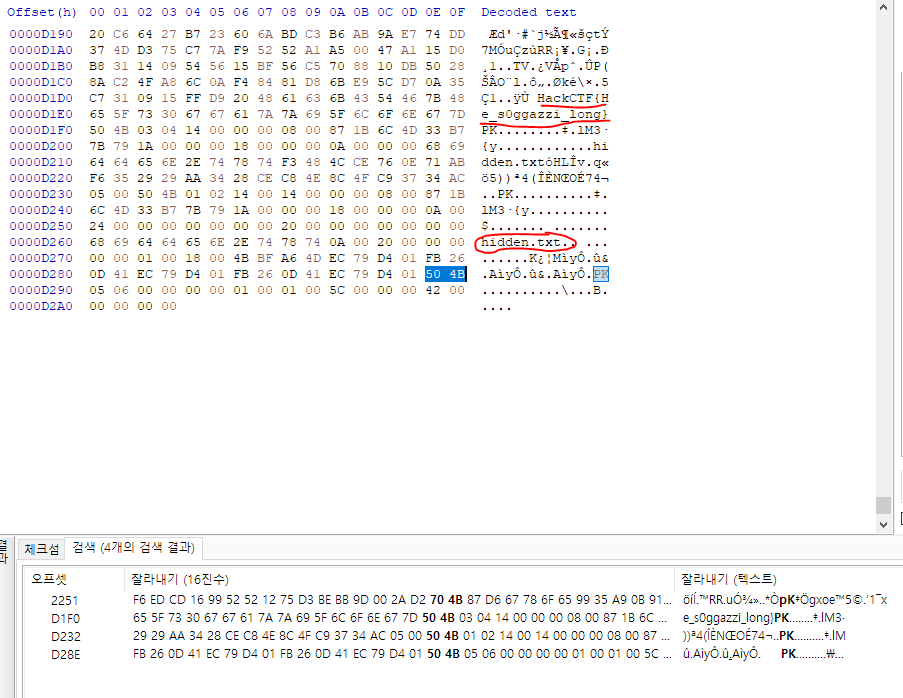 Offset(h) 00 01 02 03 04 05 06 07 08 09 0A 0B 0C 0D 0E 0F Decoded text
0000D190 20 C6 64 27 B7 23 60 6A BD C3 B6 AB 9A E7 74 DD Æd'·#`j½Ã¶«šçtÝ
0000D1A0 37 4D D3 75 C7 7A F9 52 52 A1 A5 00 47 A1 15 D0 7MÓuÇzùRR¡¥.G¡.Ð
0000D1B0 B8 31 14 09 54 56 15 BF 56 C5 70 88 10 DB 50 28 ¸1..TV.¿VÅpˆ.ÛP(
0000D1C0 8A C2 4F A8 6C 0A F4 84 81 D8 6B E9 5C D7 0A 35 ŠÂO¨l.ô„.Øké\×.5
0000D1D0 C7 31 09 15 FF D9 20 48 61 63 6B 43 54 46 7B 48 Ç1..ÿÙ HackCTF{H
0000D1E0 65 5F 73 30 67 67 61 7A 7A 69 5F 6C 6F 6E 67 7D e_s0ggazzi_long}
0000D1F0 50 4B 03 04 14 00 00 00 08 00 87 1B 6C 4D 33 B7 PK........‡.lM3·
0000D200 7B 79 1A 00 00 00 18 00 00 00 0A 00 00 00 68 69 {y............hi
0000D210 64 64 65 6E 2E 74 78 74 F3 48 4C CE 76 0E 71 AB dden.txtóHLÎv.q«
0000D220 F6 35 29 29 AA 34 28 CE C8 4E 8C 4F C9 37 34 AC ö5))ª4(ÎÈNŒOÉ74¬
0000D230 05 00 50 4B 01 02 14 00 14 00 00 00 08 00 87 1B ..PK..........‡.
0000D240 6C 4D 33 B7 7B 79 1A 00 00 00 18 00 00 00 0A 00 lM3·{y..........
0000D250 24 00 00 00 00 00 00 00 20 00 00 00 00 00 00 00 $....... .......
0000D260 68 69 64 64 65 6E 2E 74 78 74 0A 00 20 00 00 00 hidden.txt.. ...
0000D270 00 00 01 00 18 00 4B BF A6 4D EC 79 D4 01 FB 26 ......K¿¦MìyÔ.û&
0000D280 0D 41 EC 79 D4 01 FB 26 0D 41 EC 79 D4 01 50 4B .AìyÔ.û&.AìyÔ.PK
0000D290 05 06 00 00 00 00 01 00 01 00 5C 00 00 00 42 00 ..........\...B.
0000D2A0 00 00 00 00 ....
체크섬 검색 (4개의 검색 결과)
오프셋 잘라내기 (16진수) 잘라내기 (텍스트)
2251 F6 ED CD 16 99 52 52 12 75 D3 BE BB 9D 00 2A D2 70 4B 87 D6 67 78 6F 65 99 35 A9 0B 91... öíÍ.™RR.uÓ¾»..*ÒpK‡Ögxoe™5©.‘1¯x
D1F0 65 5F 73 30 67 67 61 7A 7A 69 5F 6C 6F 6E 67 7D 50 4B 03 04 14 00 00 00 08 00 87 1B 6C ... e_s0ggazzi_long}PK........‡.lM3·
D232 29 29 AA 34 28 CE C8 4E 8C 4F C9 37 34 AC 05 00 50 4B 01 02 14 00 14 00 00 00 08 00 87 ... ))ª4(ÎÈNŒOÉ74¬..PK..........‡.lM
D28E FB 26 0D 41 EC 79 D4 01 FB 26 0D 41 EC 79 D4 01 50 4B 05 06 00 00 00 00 01 00 01 00 5C ... û.AìyÔ.û.AìyÔ. PK..........₩...